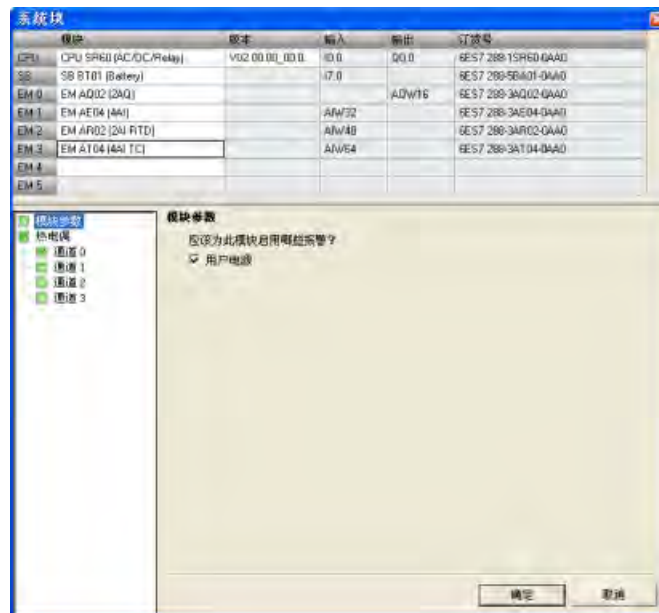 系统块
模块 版本 输入 输出 订货号
CPU CPU SR60 (AC/DC/Relay) V02.00.00_00.0. I0.0 Q0.0 6ES7 288-1SR60-0AA0
SB SB BT01 (Battery) I7.0 6ES7 288-5BA01-0AA0
EM 0 EM AQ02 (2AQ) AQW16 6ES7 288-3AQ02-0AA0
EM 1 EM AE04 (4AI) AIW32 6ES7 288-3AE04-0AA0
EM 2 EM AR02 (2AI RTD) AIW48 6ES7 288-3AR02-0AA0
EM 3 EM AT04 (4AI TC) AIW64 6ES7 288-3AT04-0AA0
EM 4
EM 5
模块参数
热电偶
通道 0
通道 1
通道 2
通道 3
模块参数
应该为此模块启用哪些报警？
用户电源
确定 取消